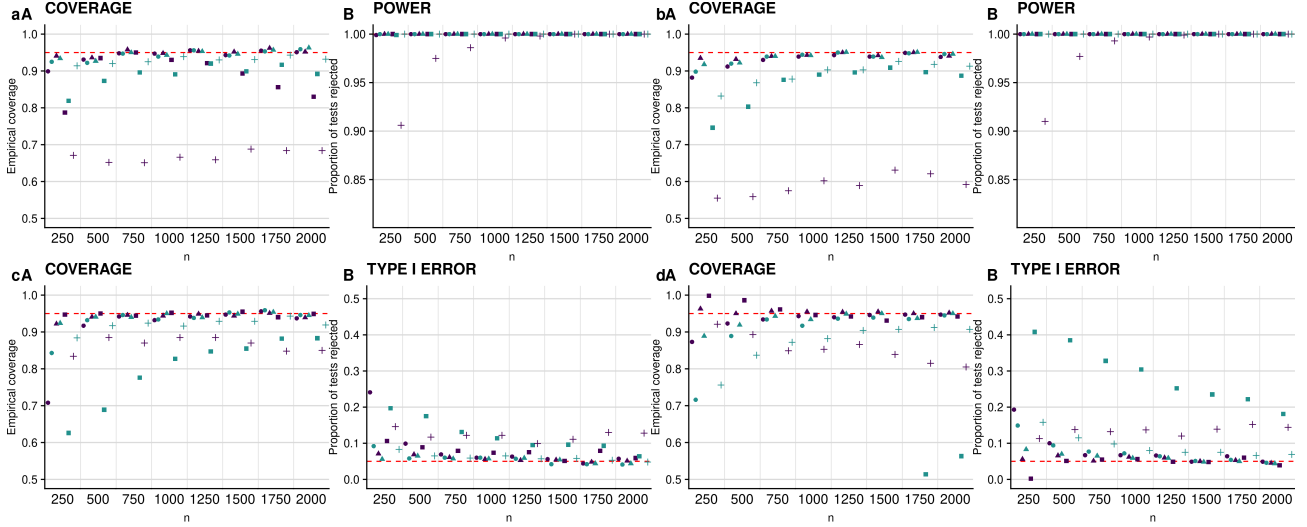 aA COVERAGE
Empirical coverage
1.0
0.9
0.8
0.7
0.6
0.5
250 500 750 1000 1250 1500 1750 2000
n
B POWER
Proportion of tests rejected
1.00
0.95
0.90
0.85
250 500 750 1000 1250 1500 1750 2000
n
bA COVERAGE
Empirical coverage
1.0
0.9
0.8
0.7
0.6
0.5
250 500 750 1000 1250 1500 1750 2000
n
B POWER
Proportion of tests rejected
1.00
0.95
0.90
0.85
250 500 750 1000 1250 1500 1750 2000
n
cA COVERAGE
Empirical coverage
1.0
0.9
0.8
0.7
0.6
0.5
250 500 750 1000 1250 1500 1750 2000
n
B TYPE I ERROR
Proportion of tests rejected
0.5
0.4
0.3
0.2
0.1
0.0
250 500 750 1000 1250 1500 1750 2000
n
dA COVERAGE
Empirical coverage
1.0
0.9
0.8
0.7
0.6
0.5
250 500 750 1000 1250 1500 1750 2000
n
B TYPE I ERROR
Proportion of tests rejected
0.5
0.4
0.3
0.2
0.1
0.0
250 500 750 1000 1250 1500 1750 2000
n